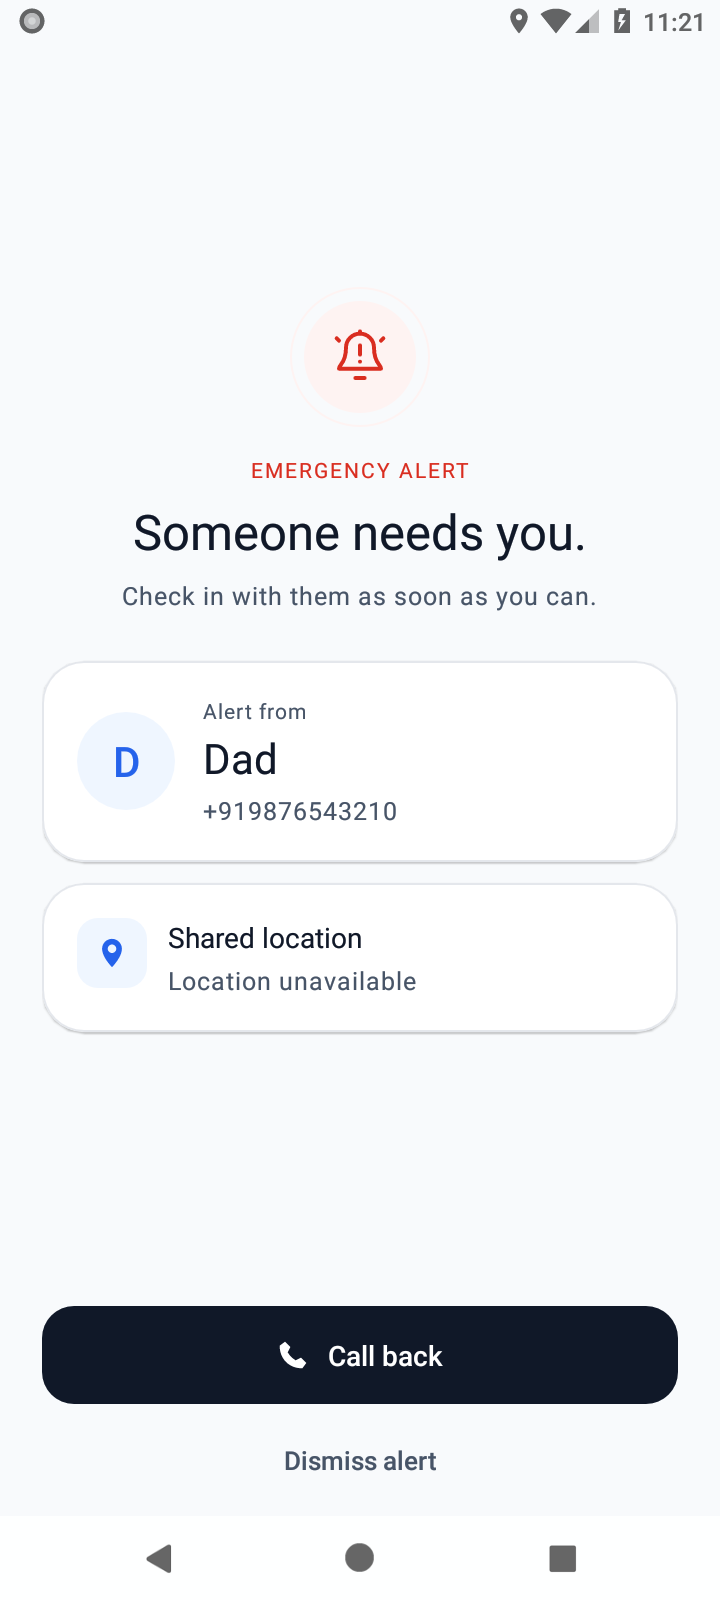 11:21
EMERGENCY ALERT
Someone needs you.
Check in with them as soon as you can.
Alert from
D
Dad
+919876543210
Shared location
Location unavailable
Call back
Dismiss alert